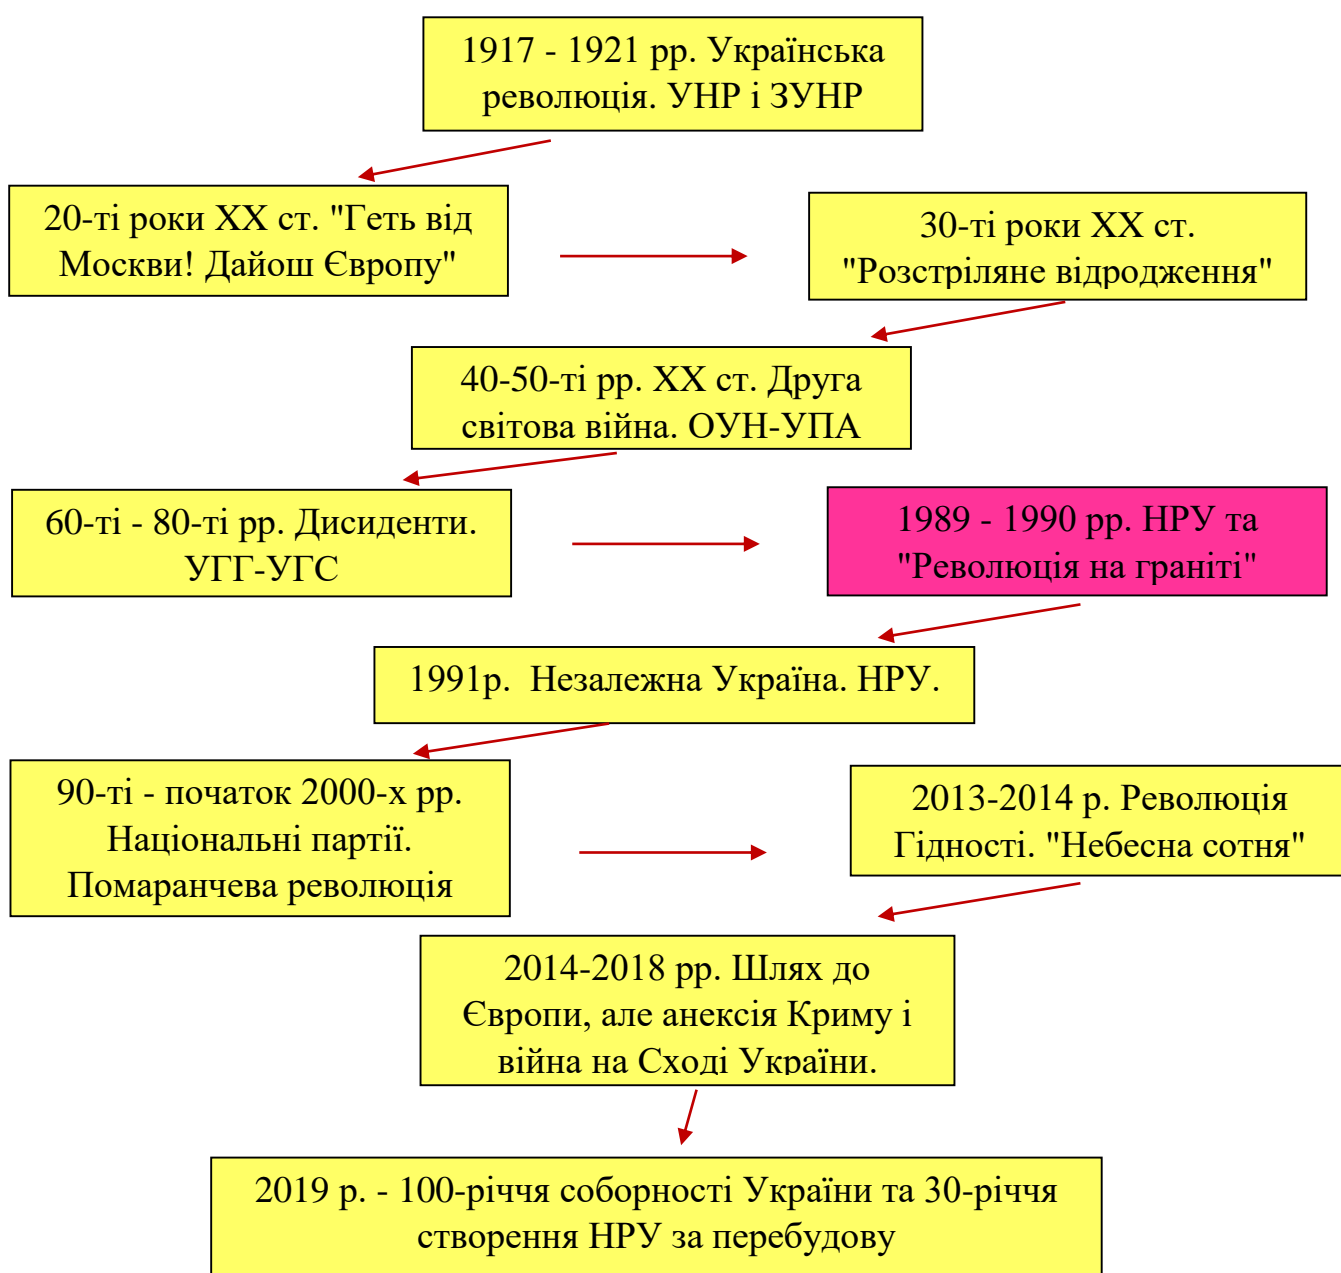 1917 - 1921 рр. Українська
революція. УНР і ЗУНР
20-ті роки ХХ ст. "Геть від
Москви! Дайош Європу"
30-ті роки ХХ ст.
"Розстріляне відродження"
40-50-ті рр. ХХ ст. Друга
світова війна. ОУН-УПА
60-ті - 80-ті рр. Дисиденти.
УГГ-УГС
1989 - 1990 рр. НРУ та
"Революція на граніті"
1991р.  Незалежна Україна. НРУ.
90-ті - початок 2000-х рр.
Національні партії.
Помаранчева революція
2013-2014 р. Революція
Гідності. "Небесна сотня"
2014-2018 рр. Шлях до
Європи, але анексія Криму і
війна на Сході України.
2019 р. - 100-річчя соборності України та 30-річчя
створення НРУ за перебудову